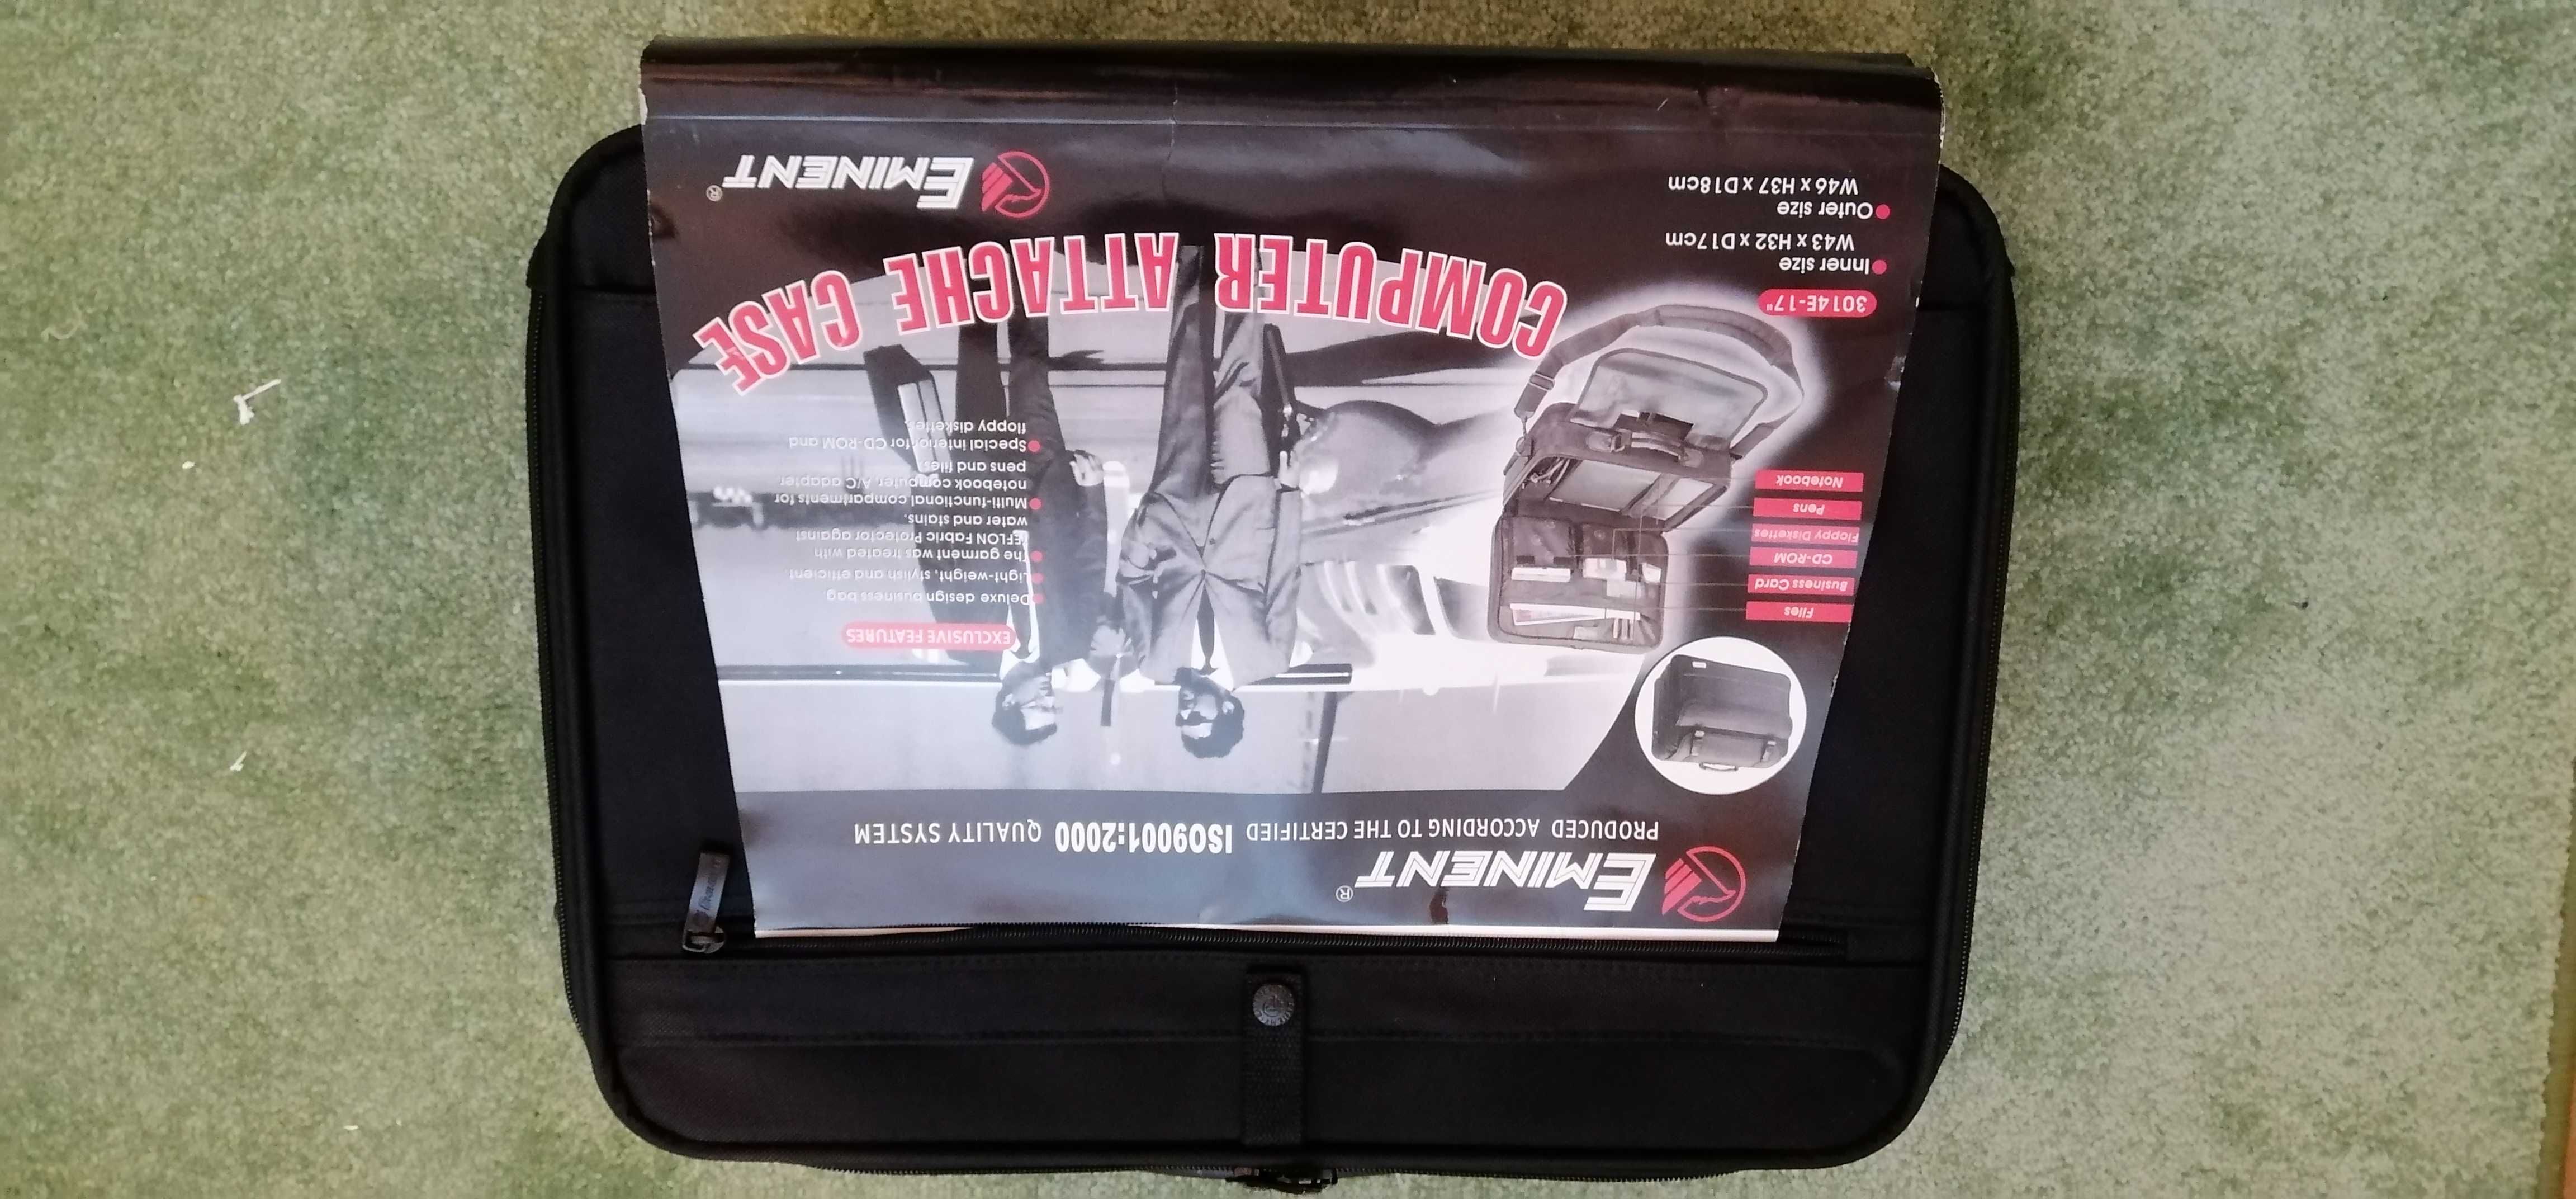 EMINENT®
PRODUCED ACCORDING TO THE CERTIFIED ISO9001:2000 QUALITY SYSTEM
Files
Business Card
CD-ROM
Floppy Diskettes
Pens
Notebook
EXCLUSIVE FEATURES
Deluxe design business bag
Light-weight, stylish and efficient
The garment was treated with
TEFLON Fabric Protector against
water and stains.
Multi-functional compartments for
notebook computer, A/C adapter
pens and files
Special interior for CD-ROM and
floppy diskettes
3014E-17"
Inner size
W43 x H32 x D17cm
Outer size
W46 x H37 x D18cm
COMPUTER ATTACHE CASE
EMINENT®